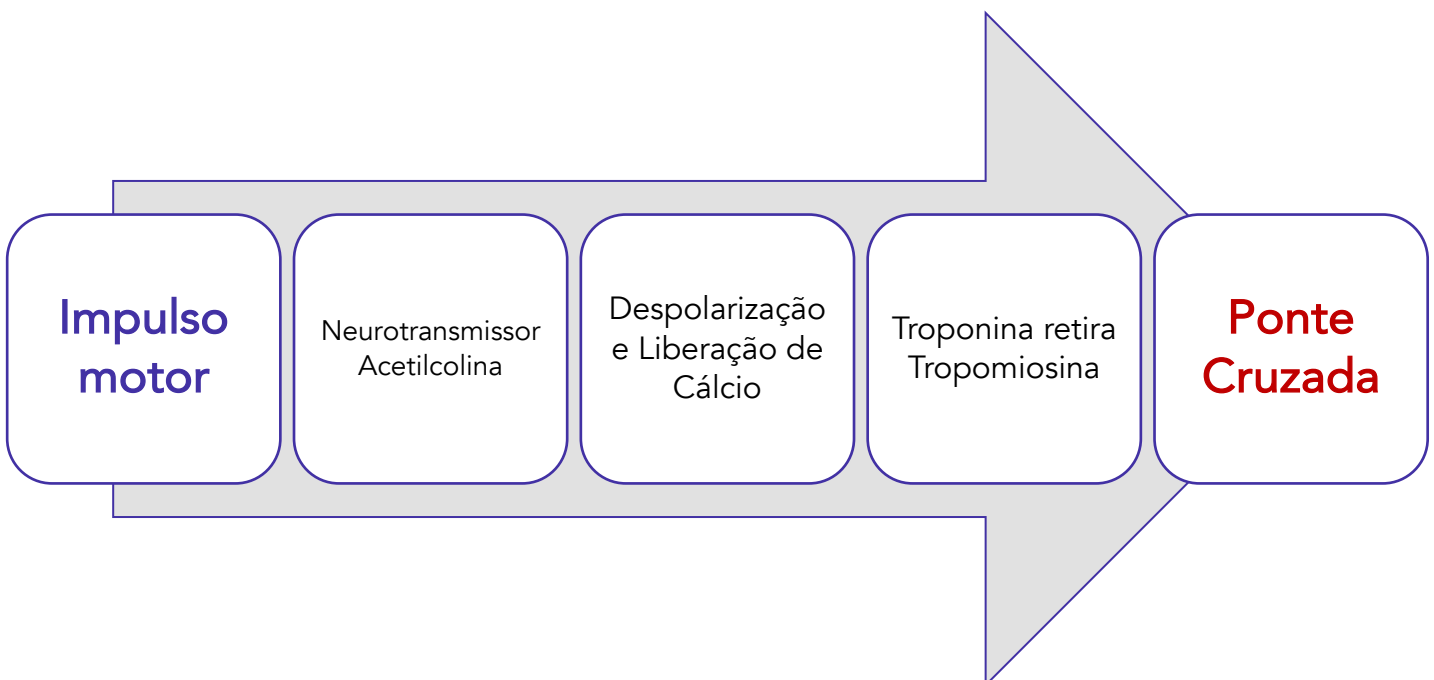 Impulso
motor
Neurotransmissor
Acetilcolina
Despolarização
e Liberação de
Cálcio
Troponina retira
Tropomiosina
Ponte
Cruzada